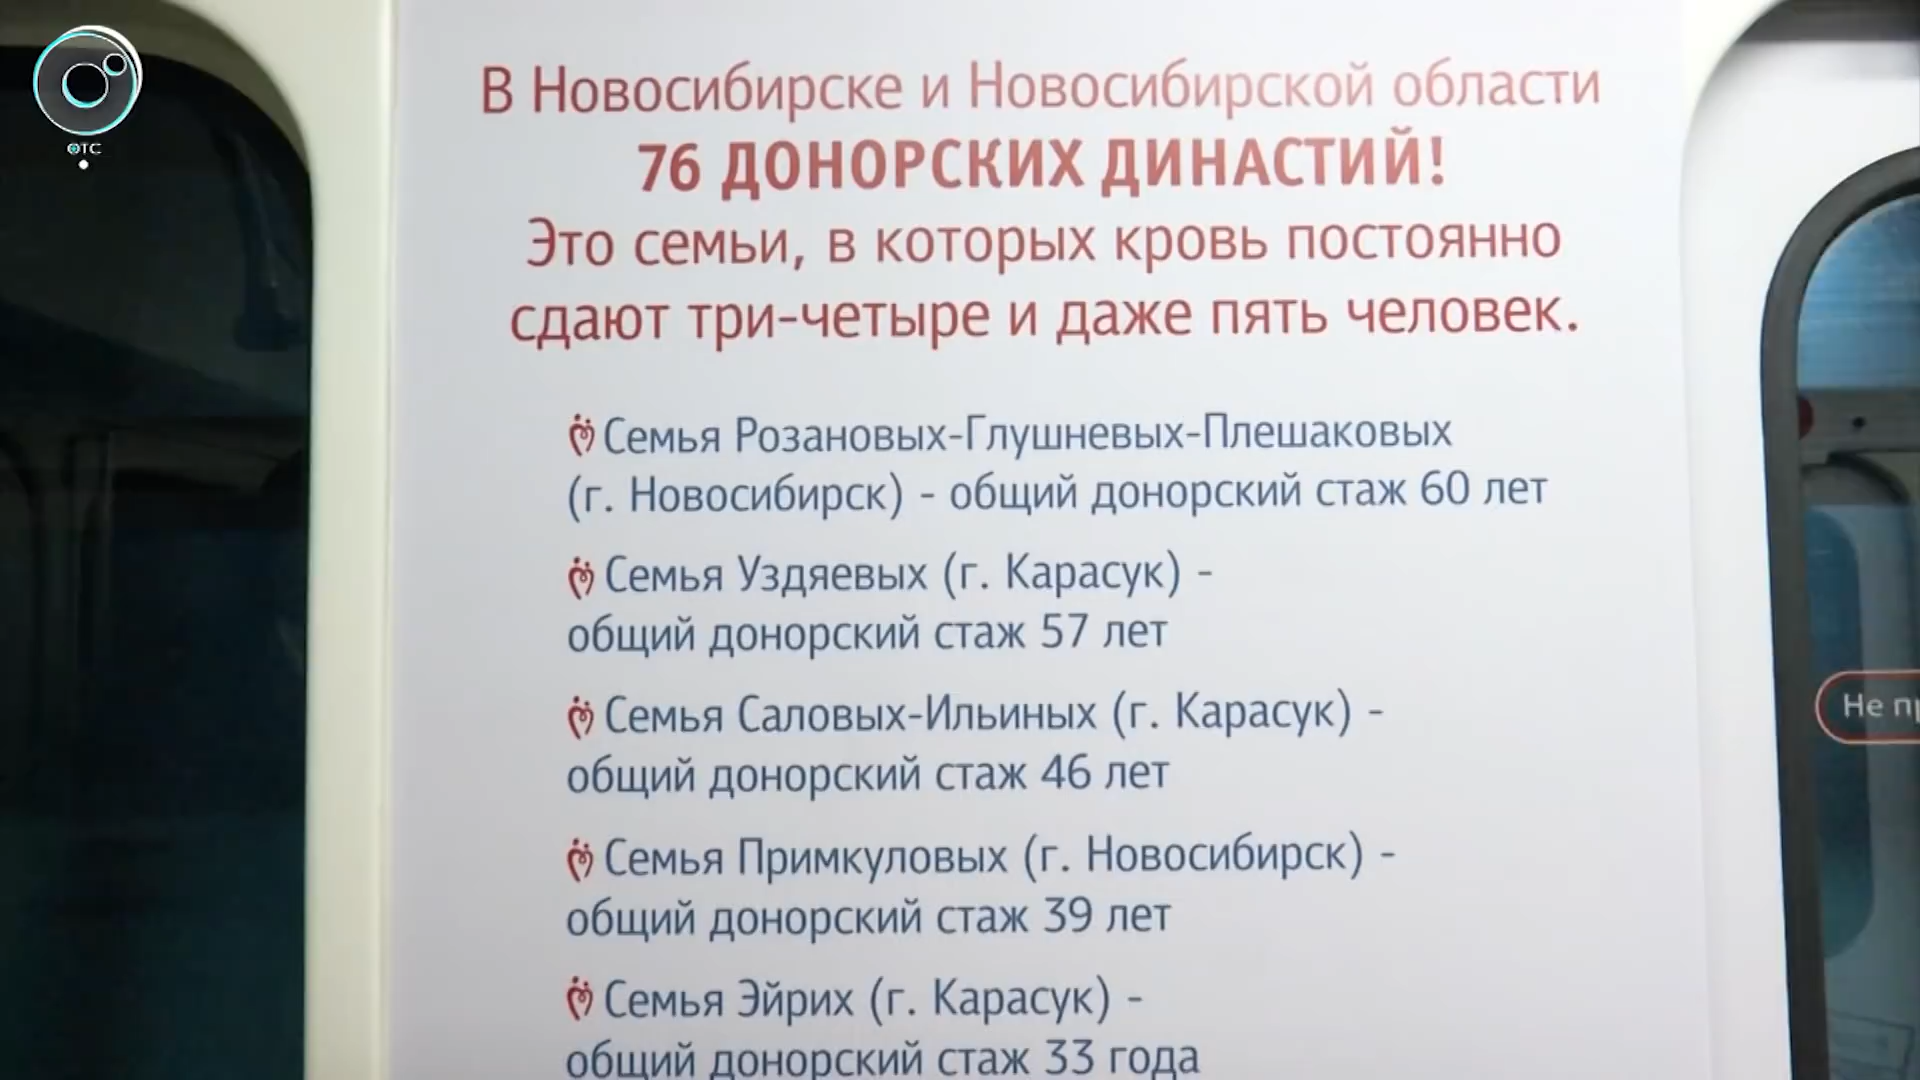 ОТС
В Новосибирске и Новосибирской области
76 ДОНОРСКИХ ДИНАСТИЙ!
Это семьи, в которых кровь постоянно
сдают три-четыре и даже пять человек.
Семья Розановых-Глушневых-Плешаковых
(г. Новосибирск) - общий донорский стаж 60 лет
Семья Уздяевых (г. Карасук) -
общий донорский стаж 57 лет
Семья Саловых-Ильиных (г. Карасук) -
общий донорский стаж 46 лет
Не
Семья Примкуловых (г. Новосибирск) -
общий донорский стаж 39 лет
Семья Эйрих (г. Карасук) -
общий донорский стаж 33 года